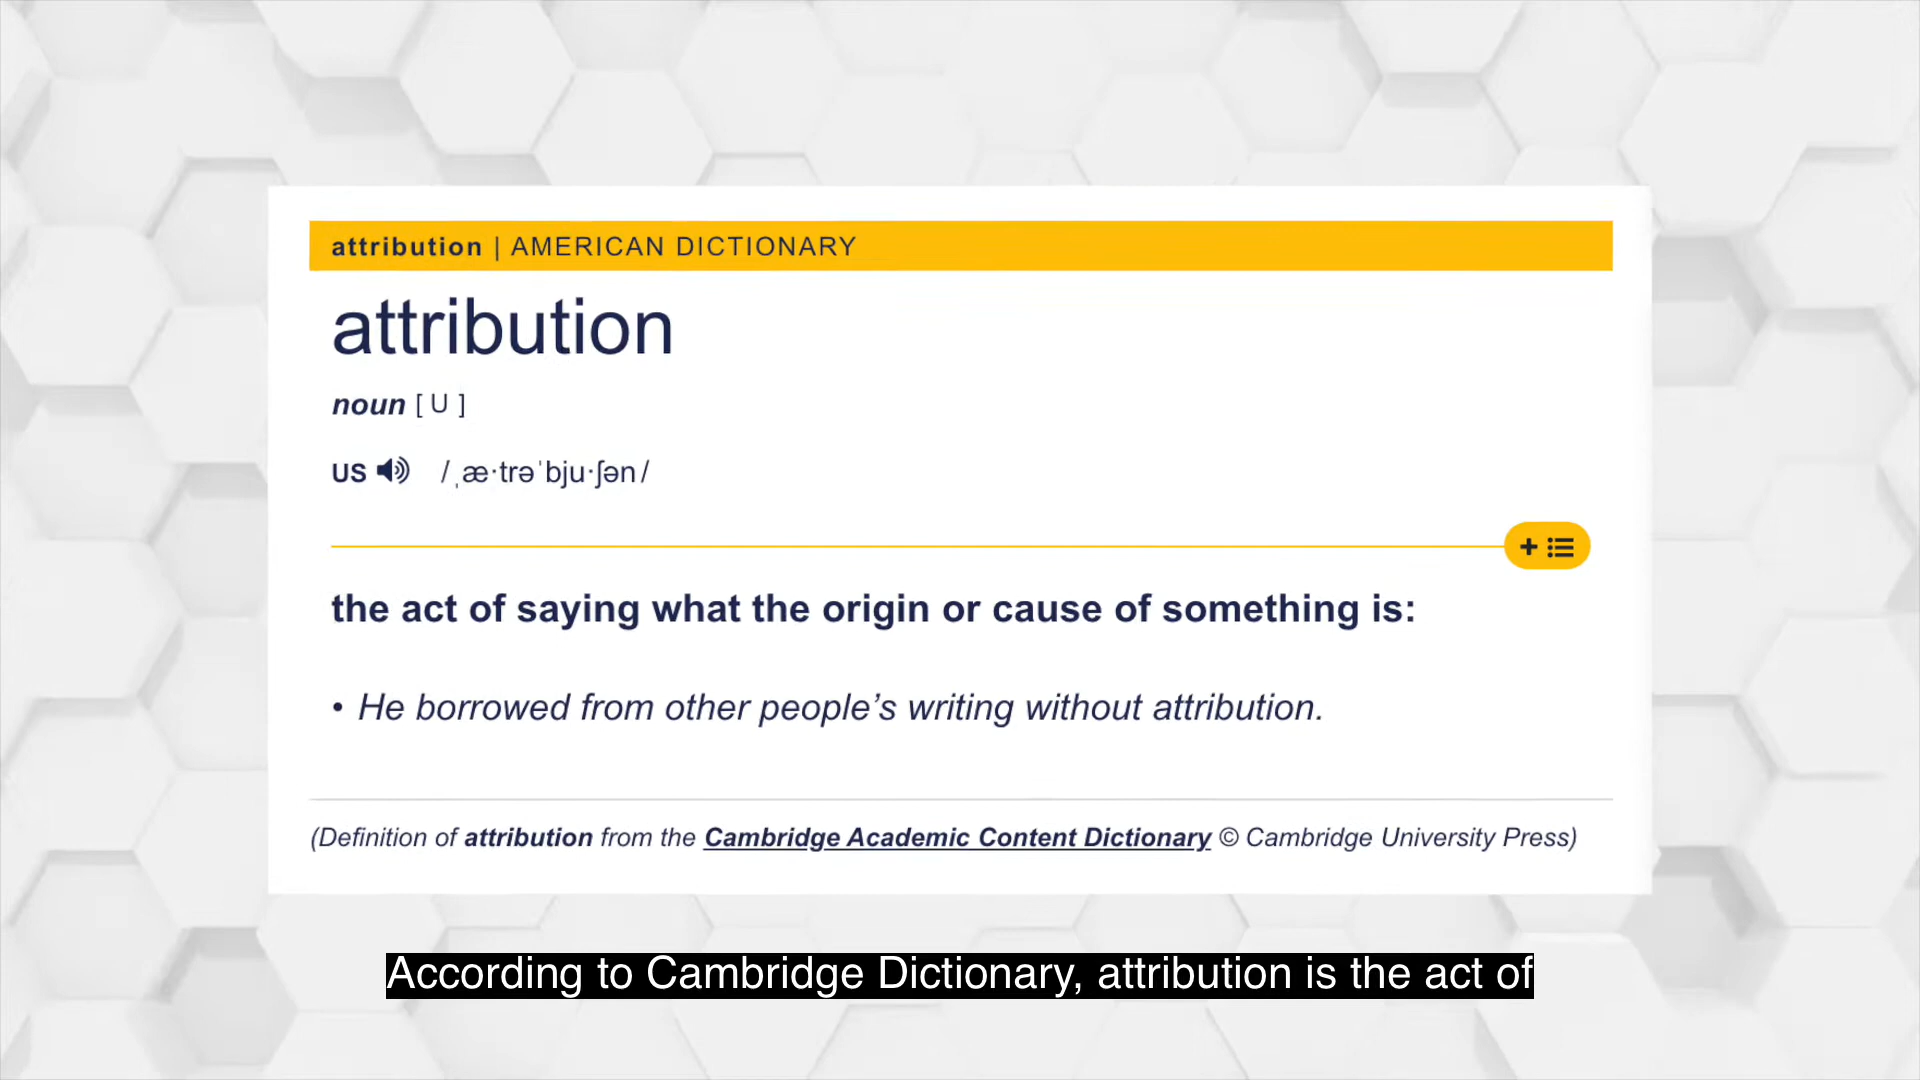 attribution | AMERICAN DICTIONARY
attribution
noun [ U ]
US /ˌæ·trəˈbju·ʃən/
the act of saying what the origin or cause of something is:
• He borrowed from other people’s writing without attribution.
(Definition of attribution from the Cambridge Academic Content Dictionary © Cambridge University Press)
According to Cambridge Dictionary, attribution is the act of